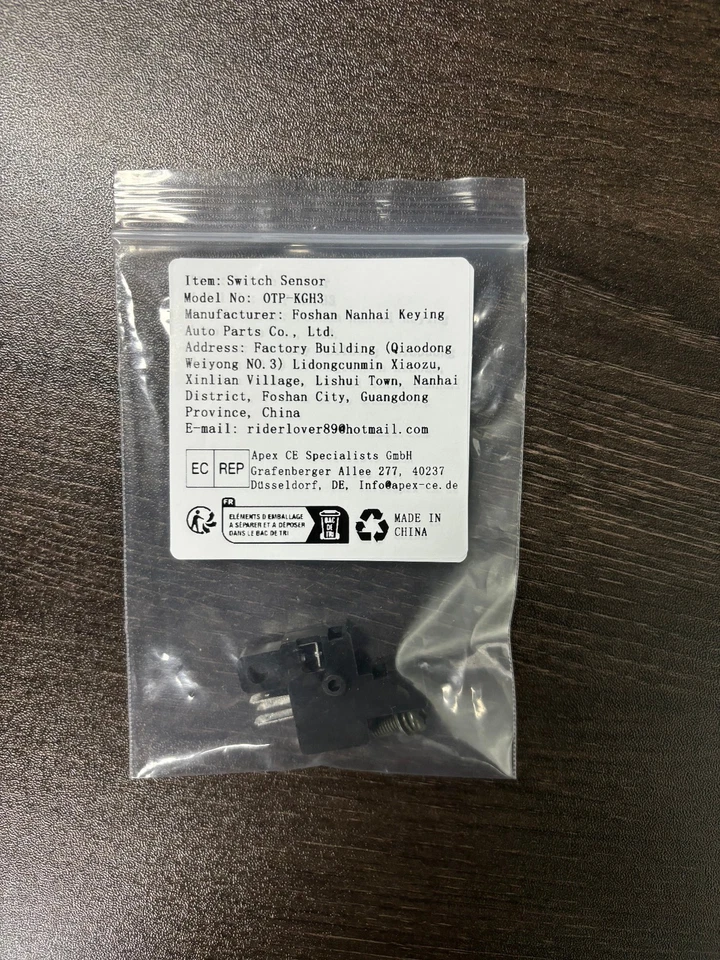 Item: Switch Sensor
Model No: OTP-KGH3
Manufacturer: Foshan Nanhai Keying
Auto Parts Co., Ltd.
Address: Factory Building (Qiaodong
Weiyong NO.3) Lidongcunmin Xiaozu,
Xinlian Village, Lishui Town, Nanhai
District, Foshan City, Guangdong
Province, China
E-mail: riderlover89@hotmail.com
EC REP
Apex CE Specialists GmbH
Grafenberger Allee 277, 40237
Düsseldorf, DE, Info@apex-ce.de
FR
ELÉMENTS D'EMBALLAGE
À SÉPARER ET À DÉPOSER
DANS LE BAC DE TRI
BAC
DE
TRI
MADE IN
CHINA